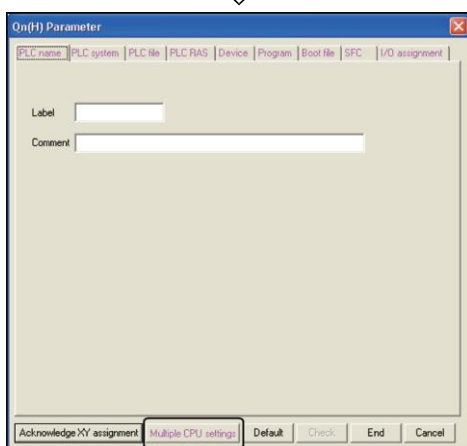 Qn(H) Parameter
PLC name PLC system PLC file PLC RAS Device Program Boot file SFC I/O assignment
Label
Comment
Acknowledge XY assignment Multiple CPU settings Default Check End Cancel